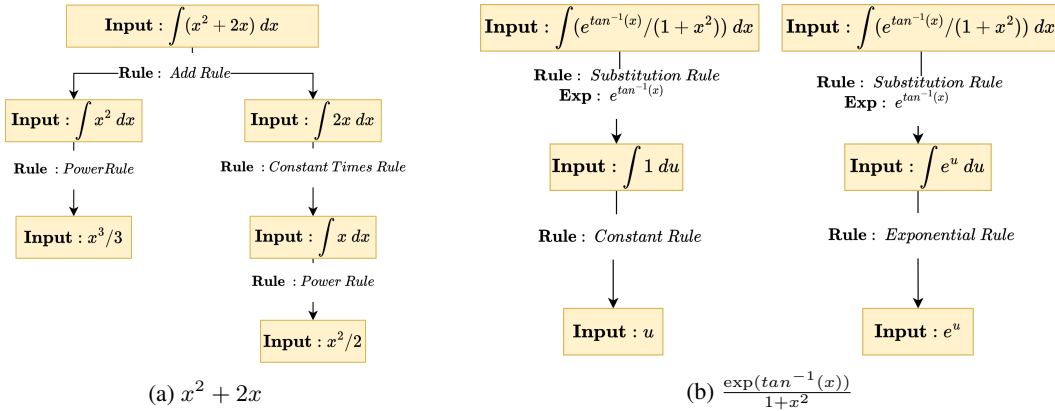 Input : ∫(x² + 2x) dx
Rule : Add Rule
Input : ∫ x² dx
Input : ∫ 2x dx
Rule : PowerRule
Rule : Constant Times Rule
Input : x³/3
Input : ∫ x dx
Rule : Power Rule
Input : x²/2
(a) x² + 2x
Input : ∫(e^{tan⁻¹(x)}/(1 + x²)) dx
Rule : Substitution Rule
Exp : e^{tan⁻¹(x)}
Input : ∫ 1 du
Rule : Constant Rule
Input : u
Input : ∫(e^{tan⁻¹(x)}/(1 + x²)) dx
Rule : Substitution Rule
Exp : e^{tan⁻¹(x)}
Input : ∫ e^u du
Rule : Exponential Rule
Input : e^u
(b) exp(tan⁻¹(x))/1+x²